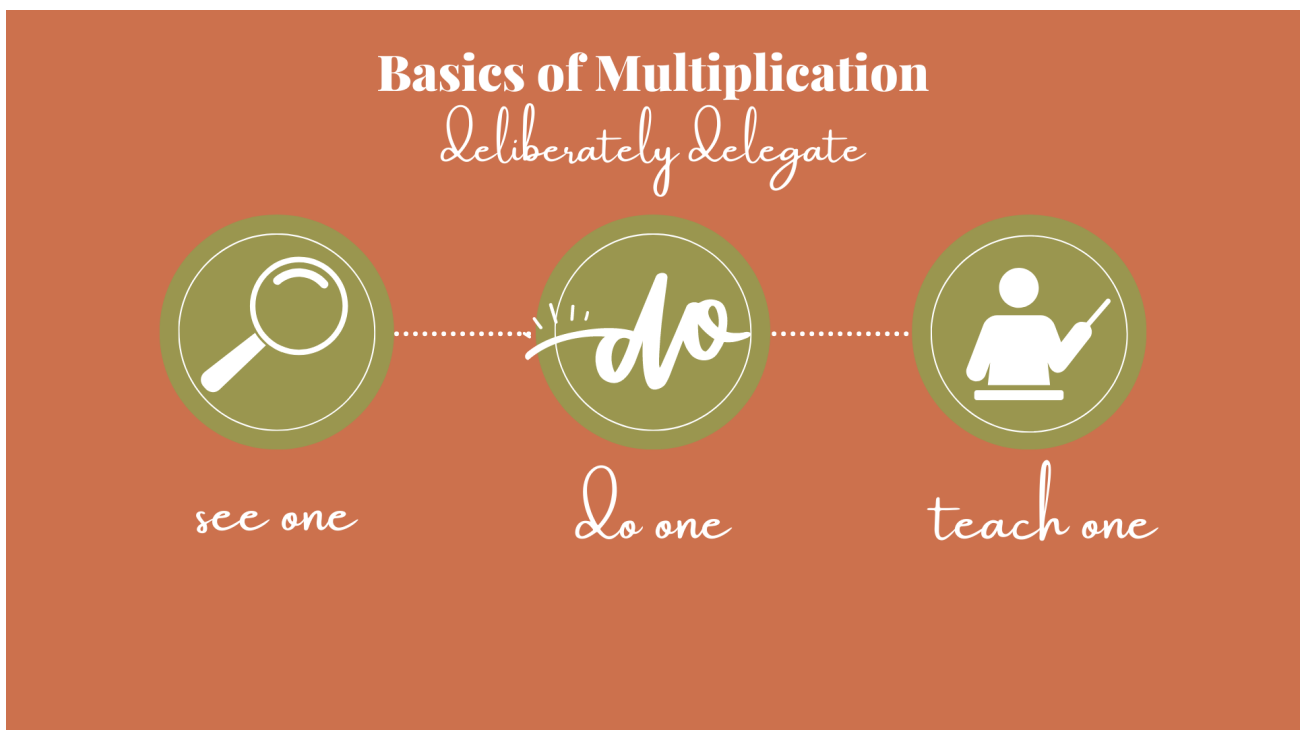 Basics of Multiplication
deliberately delegate
do
see one
do one
teach one